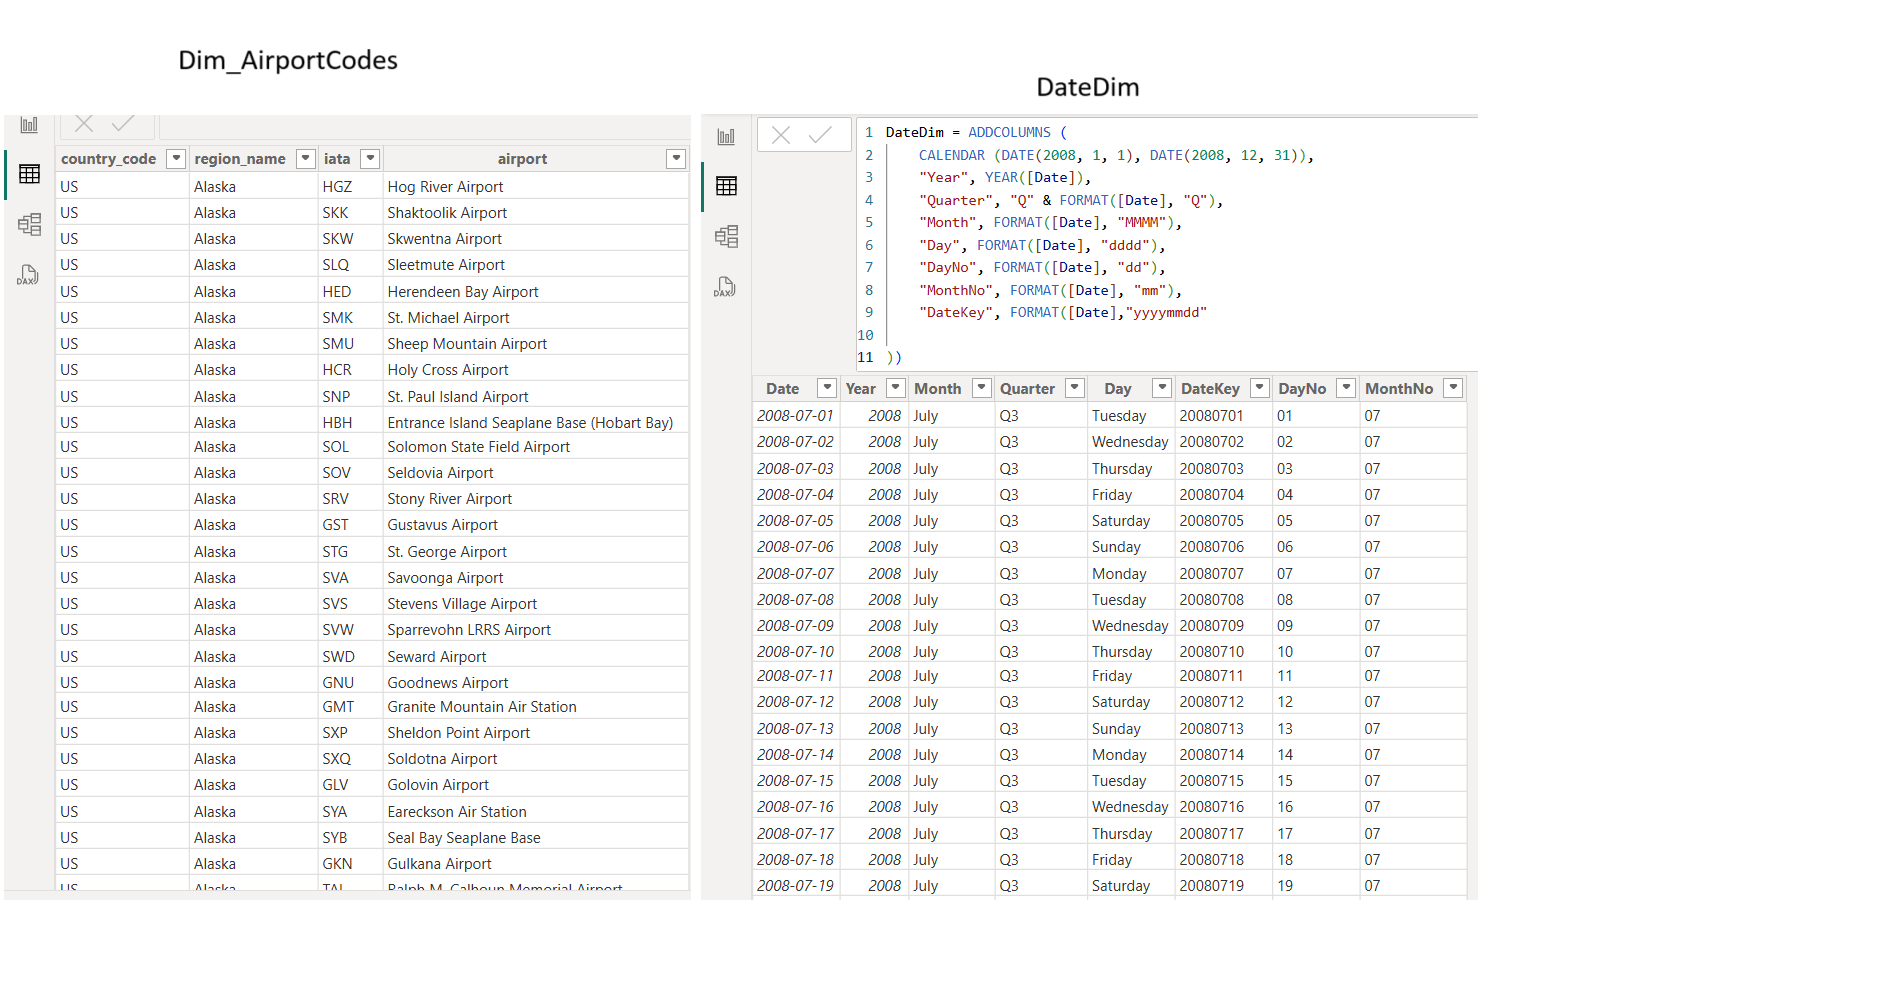 Dim_AirportCodes
country_code region_name iata airport
US Alaska HGZ Hog River Airport
US Alaska SKK Shaktoolik Airport
US Alaska SKW Skwentna Airport
US Alaska SLQ Sleetmute Airport
US Alaska HED Herendeen Bay Airport
US Alaska SMK St. Michael Airport
US Alaska SMU Sheep Mountain Airport
US Alaska HCR Holy Cross Airport
US Alaska SNP St. Paul Island Airport
US Alaska HBH Entrance Island Seaplane Base (Hobart Bay)
US Alaska SOL Solomon State Field Airport
US Alaska SOV Seldovia Airport
US Alaska SRV Stony River Airport
US Alaska GST Gustavus Airport
US Alaska STG St. George Airport
US Alaska SVA Savoonga Airport
US Alaska SVS Stevens Village Airport
US Alaska SVW Sparrevohn LRRS Airport
US Alaska SWD Seward Airport
US Alaska GNU Goodnews Airport
US Alaska GMT Granite Mountain Air Station
US Alaska SXP Sheldon Point Airport
US Alaska SXQ Soldotna Airport
US Alaska GLV Golovin Airport
US Alaska SYA Eareckson Air Station
US Alaska SYB Seal Bay Seaplane Base
US Alaska GKN Gulkana Airport
US Alaska TAL Ralph M. Calhoun Memorial Airport
DAX
DateDim
1 DateDim = ADDCOLUMNS (
2 CALENDAR (DATE(2008, 1, 1), DATE(2008, 12, 31)),
3 "Year", YEAR([Date]),
4 "Quarter", "Q" & FORMAT([Date], "Q"),
5 "Month", FORMAT([Date], "MMMM"),
6 "Day", FORMAT([Date], "dddd"),
7 "DayNo", FORMAT([Date], "dd"),
8 "MonthNo", FORMAT([Date], "mm"),
9 "DateKey", FORMAT([Date],"yyyymmdd"
10
11 ))
DAX
Date Year Month Quarter Day DateKey DayNo MonthNo
2008-07-01 2008 July Q3 Tuesday 20080701 01 07
2008-07-02 2008 July Q3 Wednesday 20080702 02 07
2008-07-03 2008 July Q3 Thursday 20080703 03 07
2008-07-04 2008 July Q3 Friday 20080704 04 07
2008-07-05 2008 July Q3 Saturday 20080705 05 07
2008-07-06 2008 July Q3 Sunday 20080706 06 07
2008-07-07 2008 July Q3 Monday 20080707 07 07
2008-07-08 2008 July Q3 Tuesday 20080708 08 07
2008-07-09 2008 July Q3 Wednesday 20080709 09 07
2008-07-10 2008 July Q3 Thursday 20080710 10 07
2008-07-11 2008 July Q3 Friday 20080711 11 07
2008-07-12 2008 July Q3 Saturday 20080712 12 07
2008-07-13 2008 July Q3 Sunday 20080713 13 07
2008-07-14 2008 July Q3 Monday 20080714 14 07
2008-07-15 2008 July Q3 Tuesday 20080715 15 07
2008-07-16 2008 July Q3 Wednesday 20080716 16 07
2008-07-17 2008 July Q3 Thursday 20080717 17 07
2008-07-18 2008 July Q3 Friday 20080718 18 07
2008-07-19 2008 July Q3 Saturday 20080719 19 07